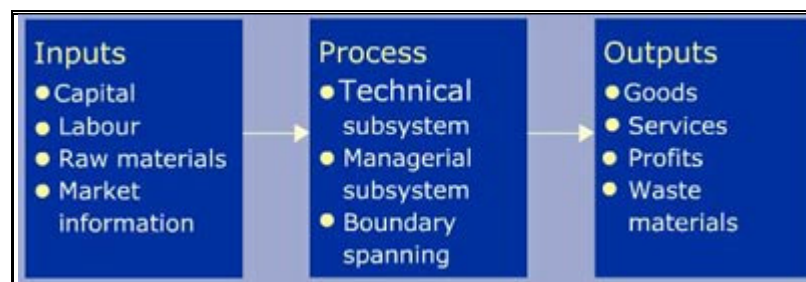 Inputs
• Capital
• Labour
• Raw materials
• Market
information
Process
• Technical
subsystem
• Managerial
subsystem
• Boundary
spanning
Outputs
• Goods
• Services
• Profits
• Waste
materials